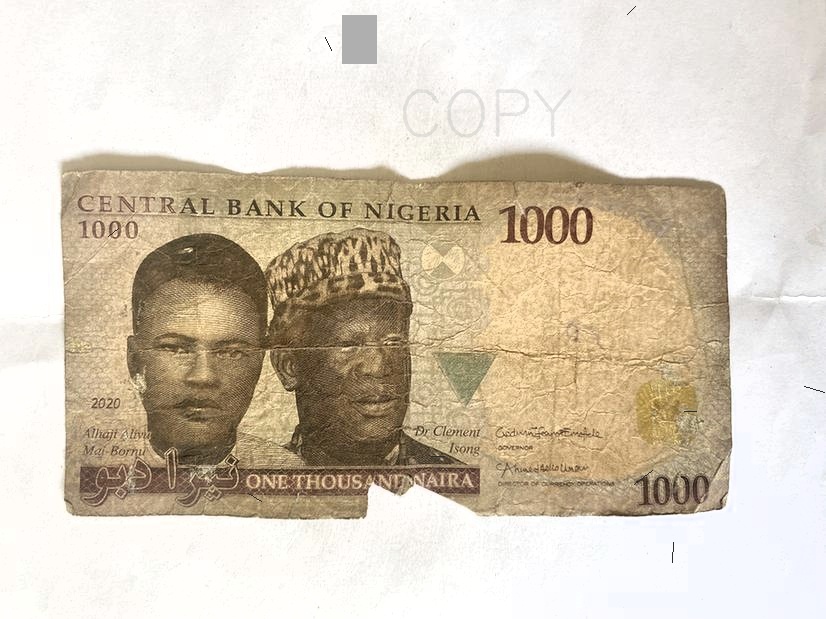 COPY
CENTRAL BANK OF NIGERIA
1000
1000
2020
Alhaji Aliyu
Mai-Bornu
Dr Clement
Isong
GOVERNOR
DIRECTOR OF CURRENCY OPERATIONS
نيرا دبو
ONE THOUSAND NAIRA
1000